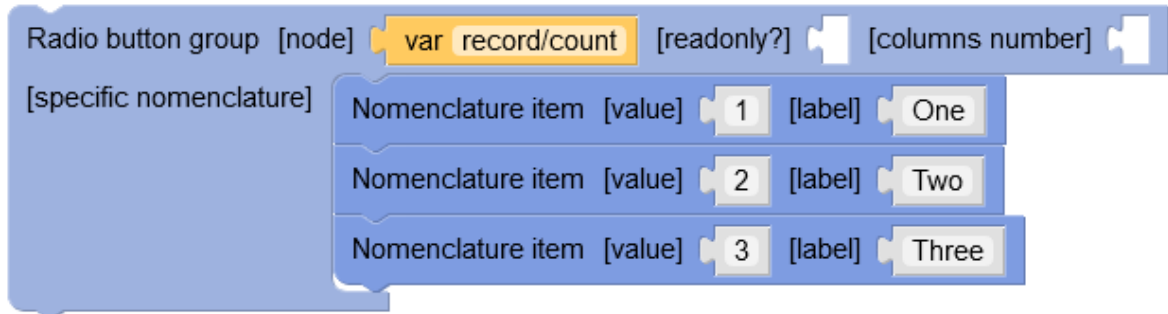 Radio button group [node] var record/count [readonly?] [columns number]
[specific nomenclature] Nomenclature item [value] 1 [label] One
Nomenclature item [value] 2 [label] Two
Nomenclature item [value] 3 [label] Three